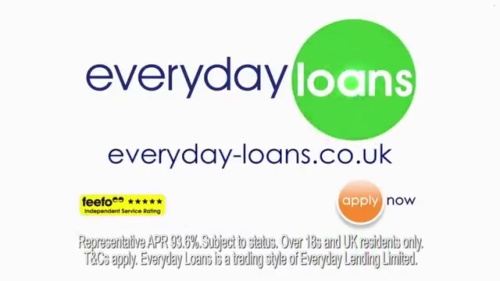 everyday loans
everyday-loans.co.uk
feefo ★★★★★
Independent Service Rating
apply now
Representative APR 93.6%.Subject to status. Over 18s and UK residents only.
T&Cs apply. Everyday Loans is a trading style of Everyday Lending Limited.